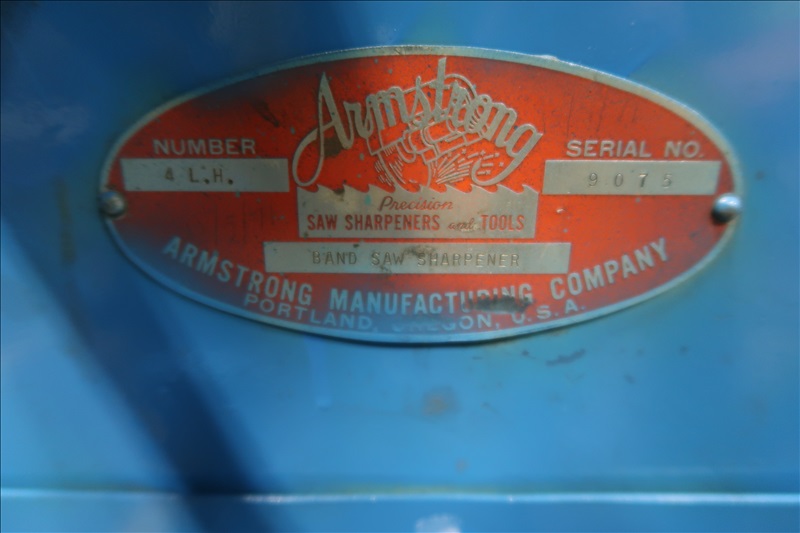 Armstrong
NUMBER
4 L.H.
SERIAL NO.
9075
Precision
SAW SHARPENERS and TOOLS
BAND SAW SHARPENER
ARMSTRONG MANUFACTURING COMPANY
PORTLAND, OREGON, U.S.A.